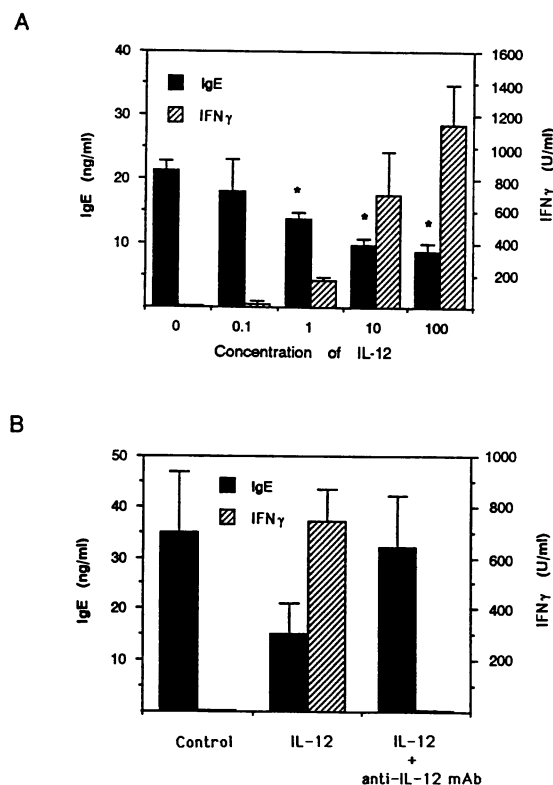 A
40
30
20
10
IgE (ng/ml)
IgE
IFNγ
*
*
*
1600
1400
1200
1000
800
600
400
200
IFNγ (U/ml)
0 0.1 1 10 100
Concentration of IL-12
B
50
40
35
30
20
15
10
IgE (ng/ml)
IgE
IFNγ
1000
800
600
400
200
IFNγ (U/ml)
Control IL-12 IL-12
+
anti-IL-12 mAb